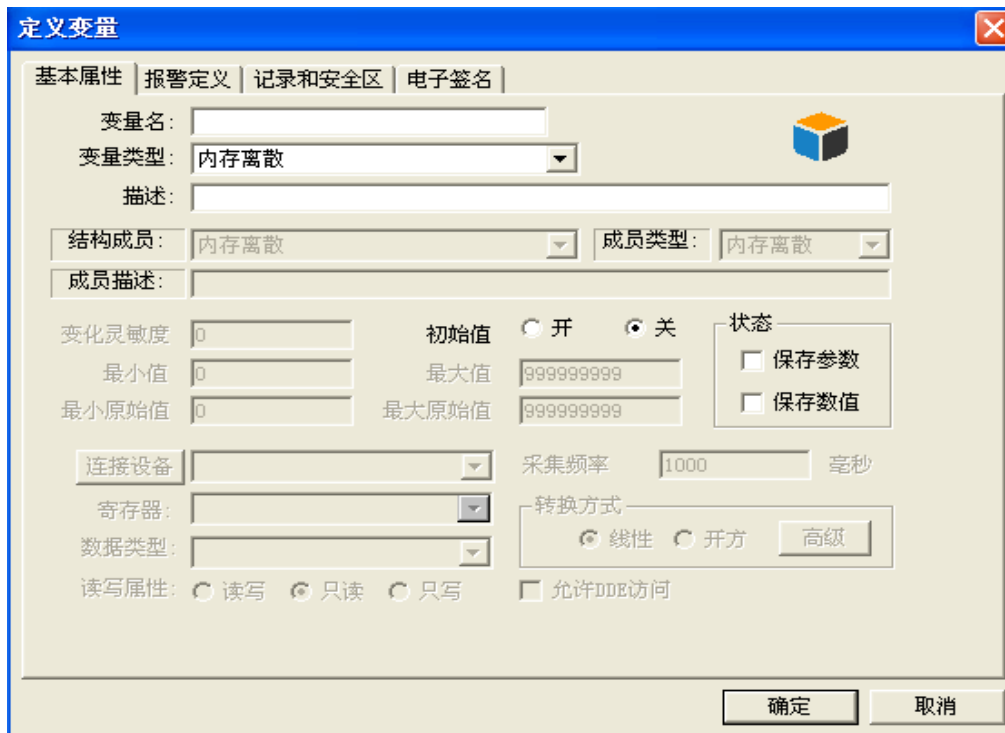 定义变量
基本属性 报警定义 记录和安全区 电子签名
变量名:
变量类型: 内存离散
描述:
结构成员: 内存离散 成员类型: 内存离散
成员描述:
变化灵敏度 0 初始值 开 关 状态
最小值 0 最大值 999999999 保存参数
最小原始值 0 最大原始值 999999999 保存数值
连接设备 采集频率 1000 毫秒
寄存器: 转换方式
数据类型: 线性 开方 高级
读写属性: 读写 只读 只写 允许DDE访问
确定 取消